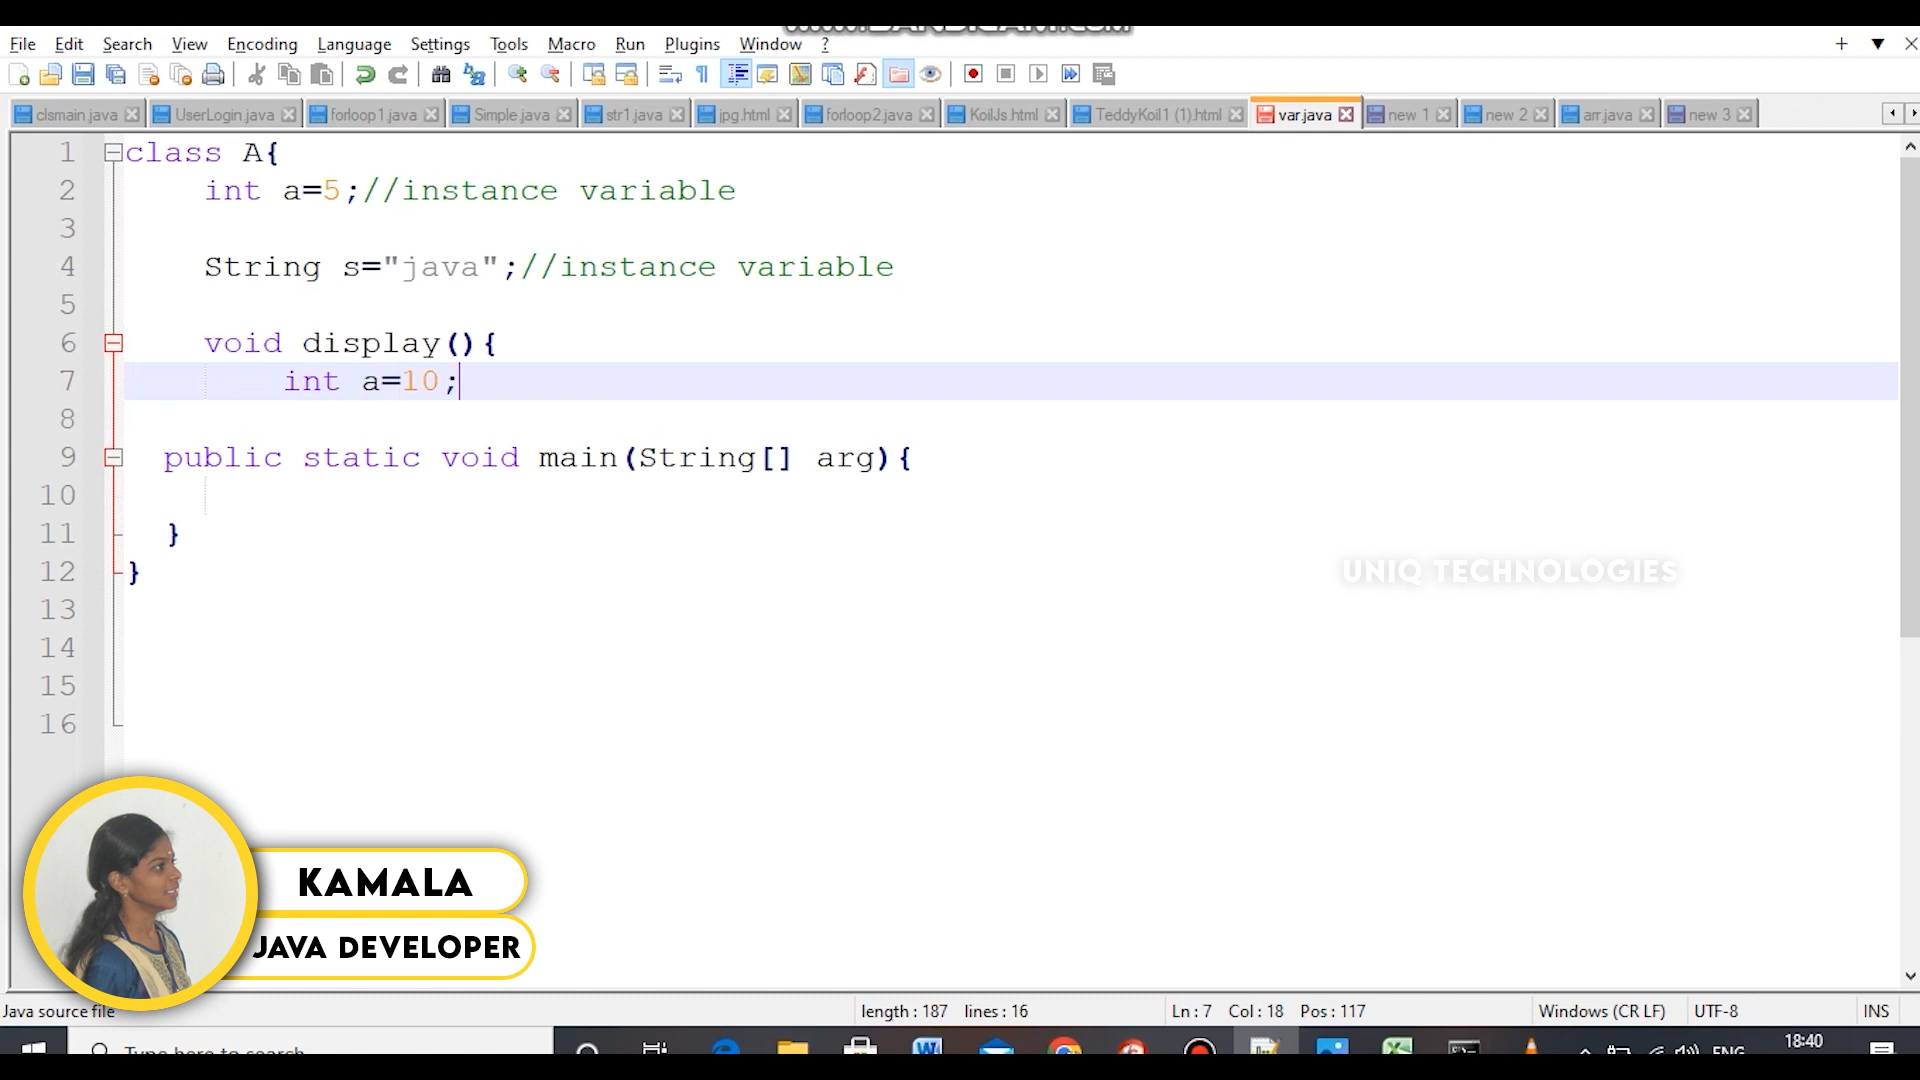 File Edit Search View Encoding Language Settings Tools Macro Run Plugins Window ?
clsmain.java UserLogin.java forloop1.java Simple.java str1.java jpg.html forloop2.java KoilJs.html TeddyKoil1 (1).html var.java new 1 new 2 arr.java new 3
1 class A{
2 int a=5;//instance variable
3
4 String s="java";//instance variable
5
6 void display(){
7 int a=10;
8
9 public static void main(String[] arg){
10
11 }
12 }
13
14
15
16
UNIQ TECHNOLOGIES
KAMALA
JAVA DEVELOPER
Java source file length : 187 lines : 16 Ln : 7 Col : 18 Pos : 117 Windows (CR LF) UTF-8 INS
Type here to search
ENG 18:40